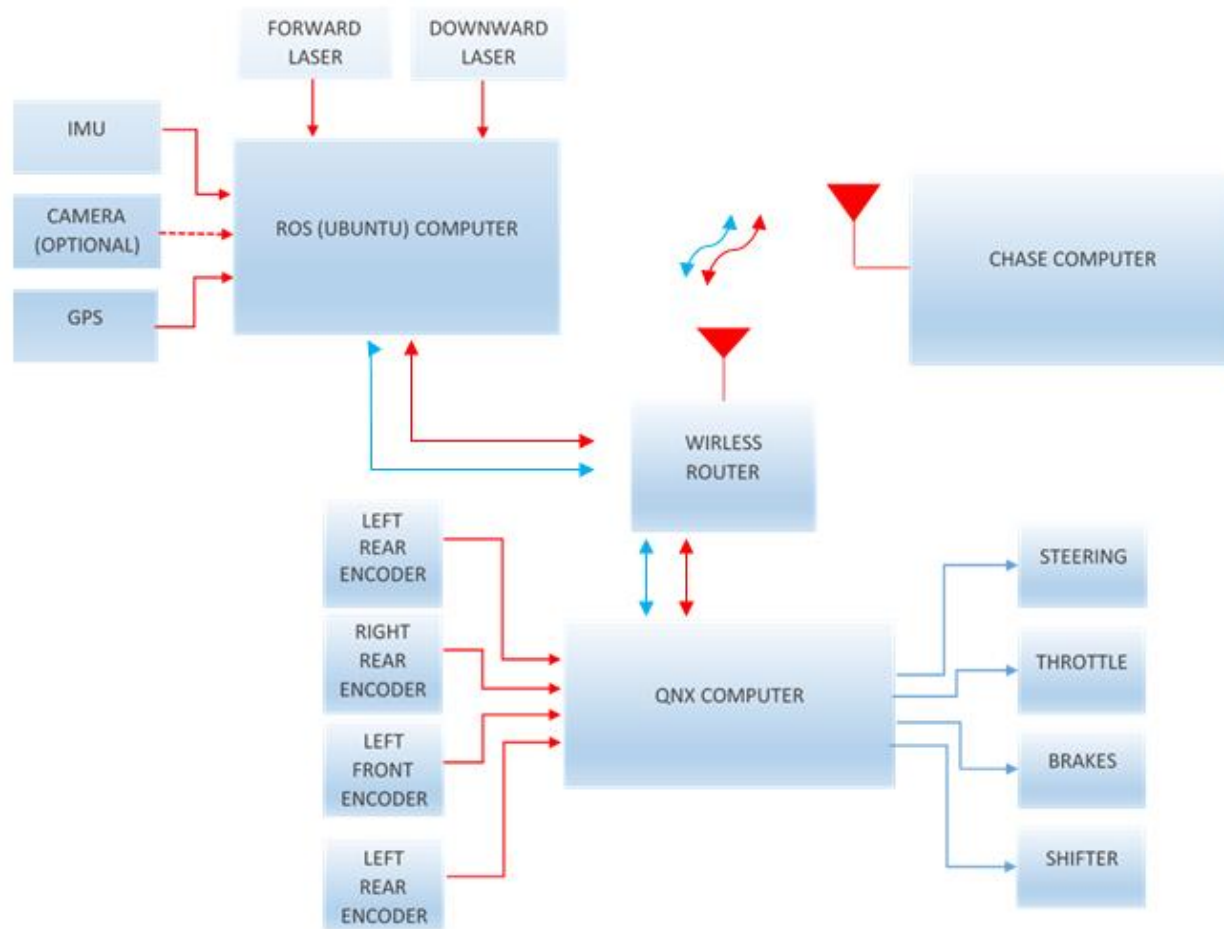 FORWARD
LASER
DOWNWARD
LASER
IMU
CAMERA
(OPTIONAL)
GPS
ROS (UBUNTU) COMPUTER
CHASE COMPUTER
WIRLESS
ROUTER
LEFT
REAR
ENCODER
RIGHT
REAR
ENCODER
LEFT
FRONT
ENCODER
LEFT
REAR
ENCODER
QNX COMPUTER
STEERING
THROTTLE
BRAKES
SHIFTER